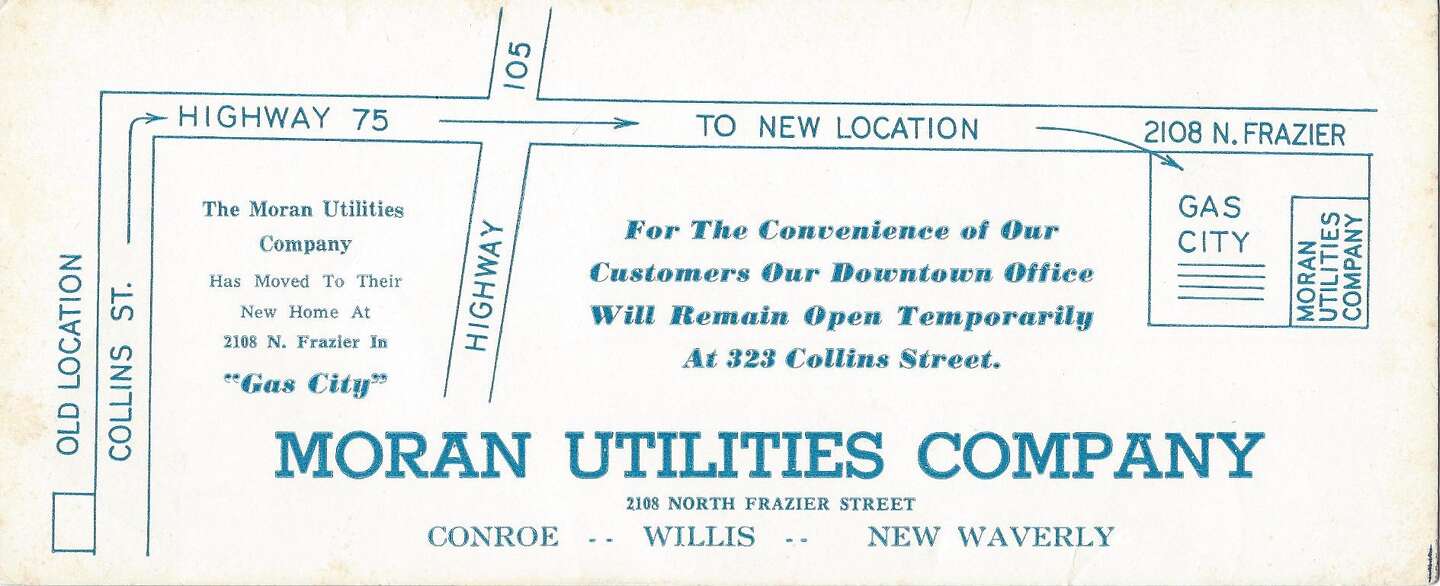 105
HIGHWAY 75
TO NEW LOCATION
2108 N. FRAZIER
OLD LOCATION
COLLINS ST.
The Moran Utilities
Company
Has Moved To Their
New Home At
2108 N. Frazier In
"Gas City"
HIGHWAY
For The Convenience of Our
Customers Our Downtown Office
Will Remain Open Temporarily
At 323 Collins Street.
GAS
CITY
MORAN
UTILITIES
COMPANY
MORAN UTILITIES COMPANY
2108 NORTH FRAZIER STREET
CONROE -- WILLIS -- NEW WAVERLY